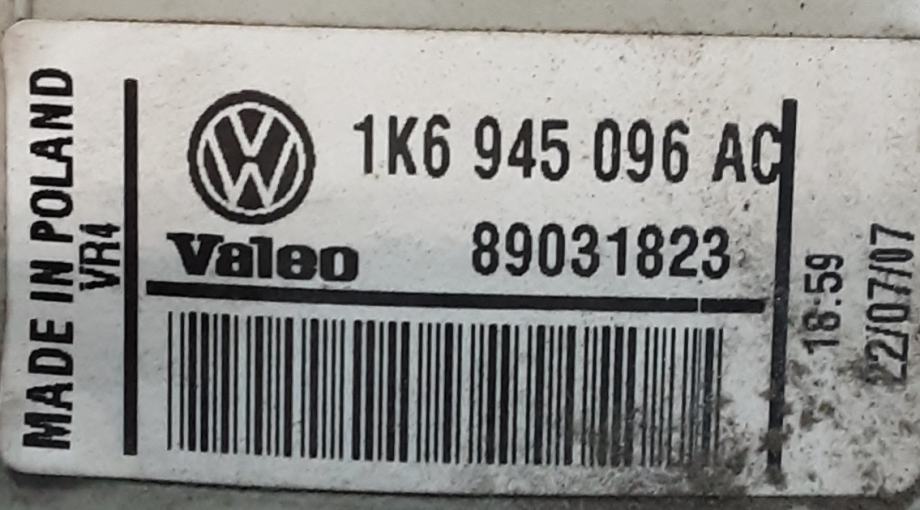 MADE IN POLAND
VR4
1K6 945 096 AC
Valeo
89031823
18:59
22/07/07